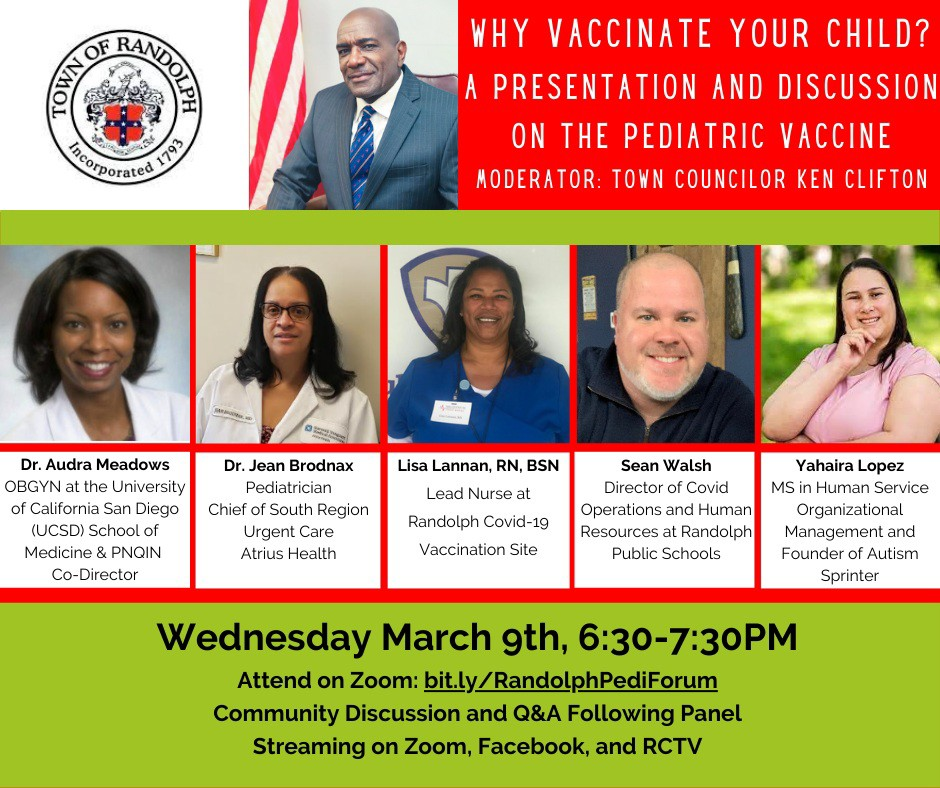 TOWN OF RANDOLPH
Incorporated 1793
WHY VACCINATE YOUR CHILD?
A PRESENTATION AND DISCUSSION
ON THE PEDIATRIC VACCINE
MODERATOR: TOWN COUNCILOR KEN CLIFTON
Dr. Audra Meadows
OBGYN at the University
of California San Diego
(UCSD) School of
Medicine & PNQIN
Co-Director
Dr. Jean Brodnax
Pediatrician
Chief of South Region
Urgent Care
Atrius Health
Lisa Lannan, RN, BSN
Lead Nurse at
Randolph Covid-19
Vaccination Site
Sean Walsh
Director of Covid
Operations and Human
Resources at Randolph
Public Schools
Yahaira Lopez
MS in Human Service
Organizational
Management and
Founder of Autism
Sprinter
Wednesday March 9th, 6:30-7:30PM
Attend on Zoom: bit.ly/RandolphPediForum
Community Discussion and Q&A Following Panel
Streaming on Zoom, Facebook, and RCTV